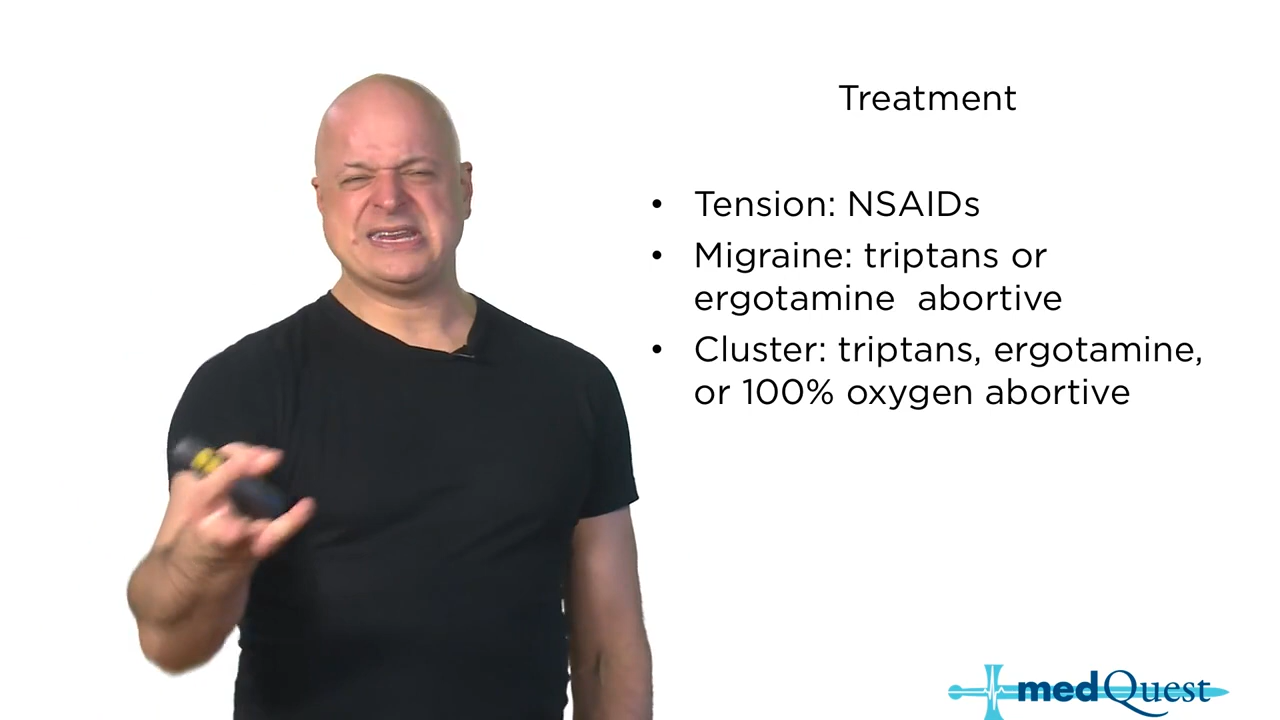 Treatment
• Tension: NSAIDs
• Migraine: triptans or
ergotamine abortive
• Cluster: triptans, ergotamine,
or 100% oxygen abortive
medQuest